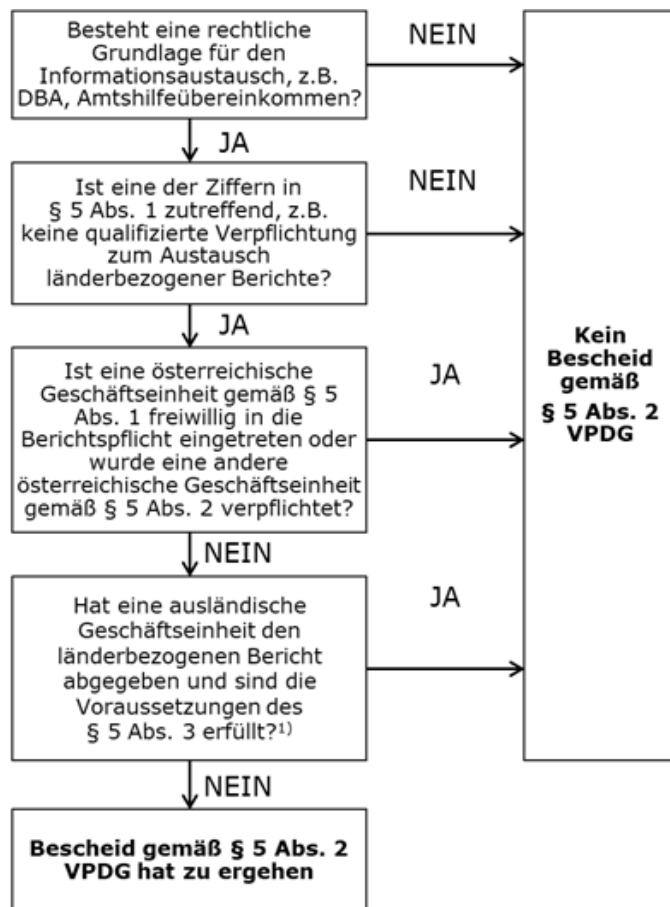 Besteht eine rechtliche
Grundlage für den
Informationsaustausch, z.B.
DBA, Amtshilfeübereinkommen?
NEIN
JA
Ist eine der Ziffern in
§ 5 Abs. 1 zutreffend, z.B.
keine qualifizierte Verpflichtung
zum Austausch
länderbezogener Berichte?
NEIN
JA
Ist eine österreichische
Geschäftseinheit gemäß § 5
Abs. 1 freiwillig in die
Berichtspflicht eingetreten oder
wurde eine andere
österreichische Geschäftseinheit
gemäß § 5 Abs. 2 verpflichtet?
JA
NEIN
Hat eine ausländische
Geschäftseinheit den
länderbezogenen Bericht
abgegeben und sind die
Voraussetzungen des
§ 5 Abs. 3 erfüllt?1)
JA
NEIN
Bescheid gemäß § 5 Abs. 2
VPDG hat zu ergehen
Kein
Bescheid
gemäß
§ 5 Abs. 2
VPDG